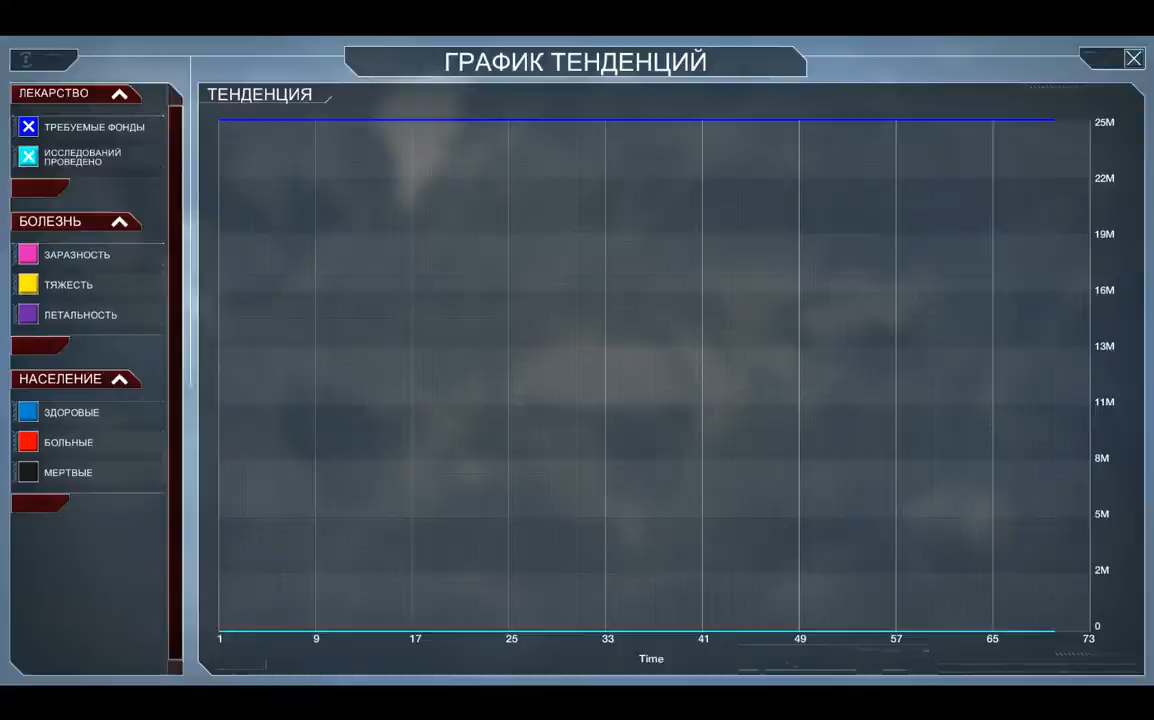 ГРАФИК ТЕНДЕНЦИЙ
ЛЕКАРСТВО
ТРЕБУЕМЫЕ ФОНДЫ
ИССЛЕДОВАНИЙ
ПРОВЕДЕНО
БОЛЕЗНЬ
ЗАРАЗНОСТЬ
ТЯЖЕСТЬ
ЛЕТАЛЬНОСТЬ
НАСЕЛЕНИЕ
ЗДОРОВЫЕ
БОЛЬНЫЕ
МЕРТВЫЕ
ТЕНДЕНЦИЯ
25M
22M
19M
16M
13M
11M
8M
5M
2M
0
1 9 17 25 33 41 49 57 65 73
Time